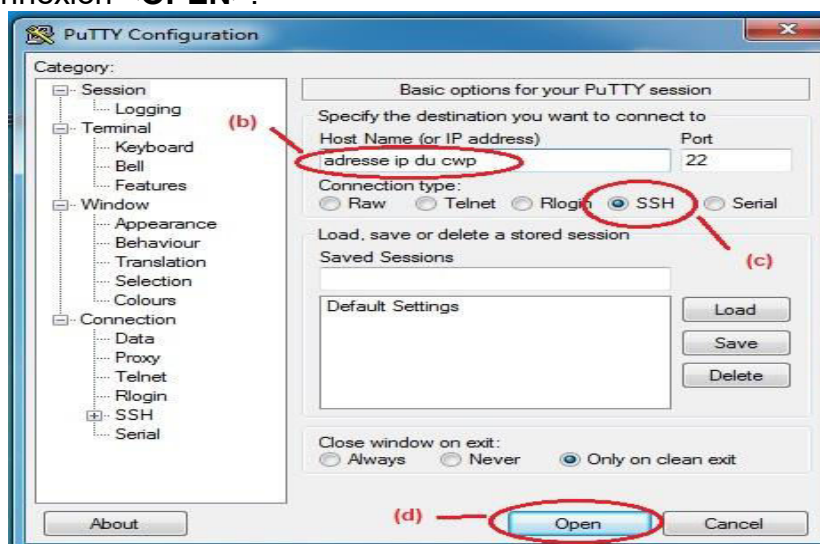 nnexion «OPEN» :
PuTTY Configuration
Category:
Session
Logging
Terminal
Keyboard
Bell
Features
Window
Appearance
Behaviour
Translation
Selection
Colours
Connection
Data
Proxy
Telnet
Rlogin
SSH
Serial
Basic options for your PuTTY session
Specify the destination you want to connect to
Host Name (or IP address) Port
(b)
adresse ip du cwp 22
Connection type:
Raw Telnet Rlogin SSH Serial
(c)
Load, save or delete a stored session
Saved Sessions
Default Settings
Load
Save
Delete
Close window on exit:
Always Never Only on clean exit
(d)
About Open Cancel